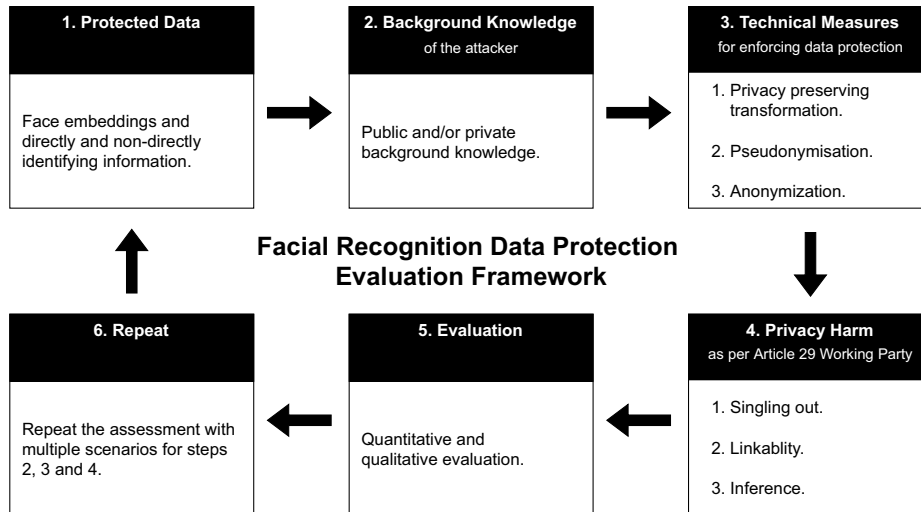 1. Protected Data
Face embeddings and
directly and non-directly
identifying information.
2. Background Knowledge
of the attacker
Public and/or private
background knowledge.
3. Technical Measures
for enforcing data protection
1. Privacy preserving
transformation.
2. Pseudonymisation.
3. Anonymization.
Facial Recognition Data Protection
Evaluation Framework
4. Privacy Harm
as per Article 29 Working Party
1. Singling out.
2. Linkablity.
3. Inference.
5. Evaluation
Quantitative and
qualitative evaluation.
6. Repeat
Repeat the assessment with
multiple scenarios for steps
2, 3 and 4.